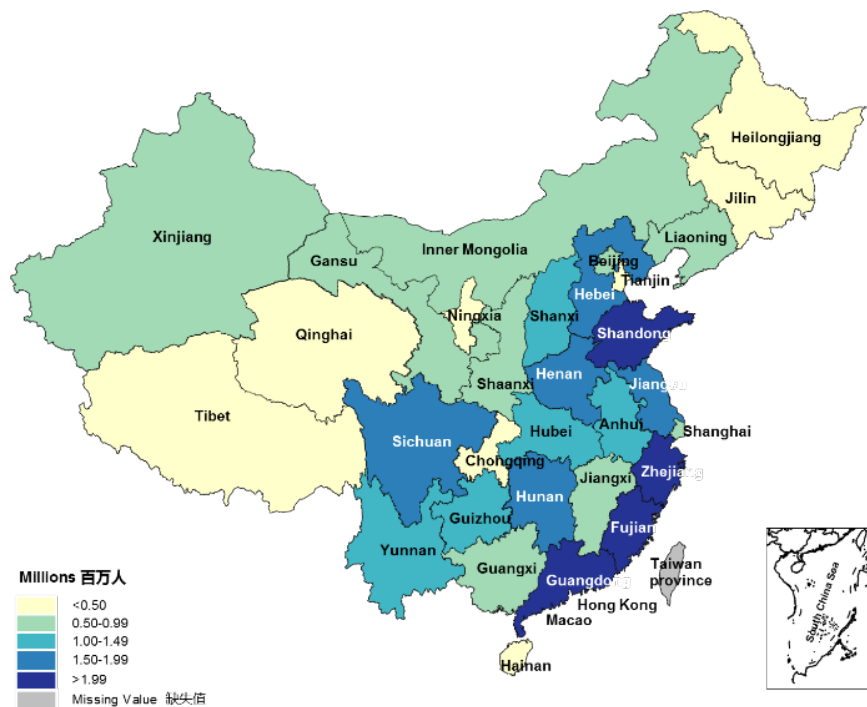 Heilongjiang
Jilin
Xinjiang
Inner Mongolia
Liaoning
Gansu
Beijing
Tianjin
Hebei
Ningxia
Shanxi
Qinghai
Shandong
Henan
Shaanxi
Jiangsu
Tibet
Anhui
Hubei
Shanghai
Sichuan
Chongqing
Zhejiang
Jiangxi
Hunan
Guizhou
Fujian
Yunnan
Guangxi
Guangdong
Taiwan
province
Hong Kong
Macao
Hainan
South China Sea
Millions 百万人
<0.50
0.50-0.99
1.00-1.49
1.50-1.99
>1.99
Missing Value 缺失值